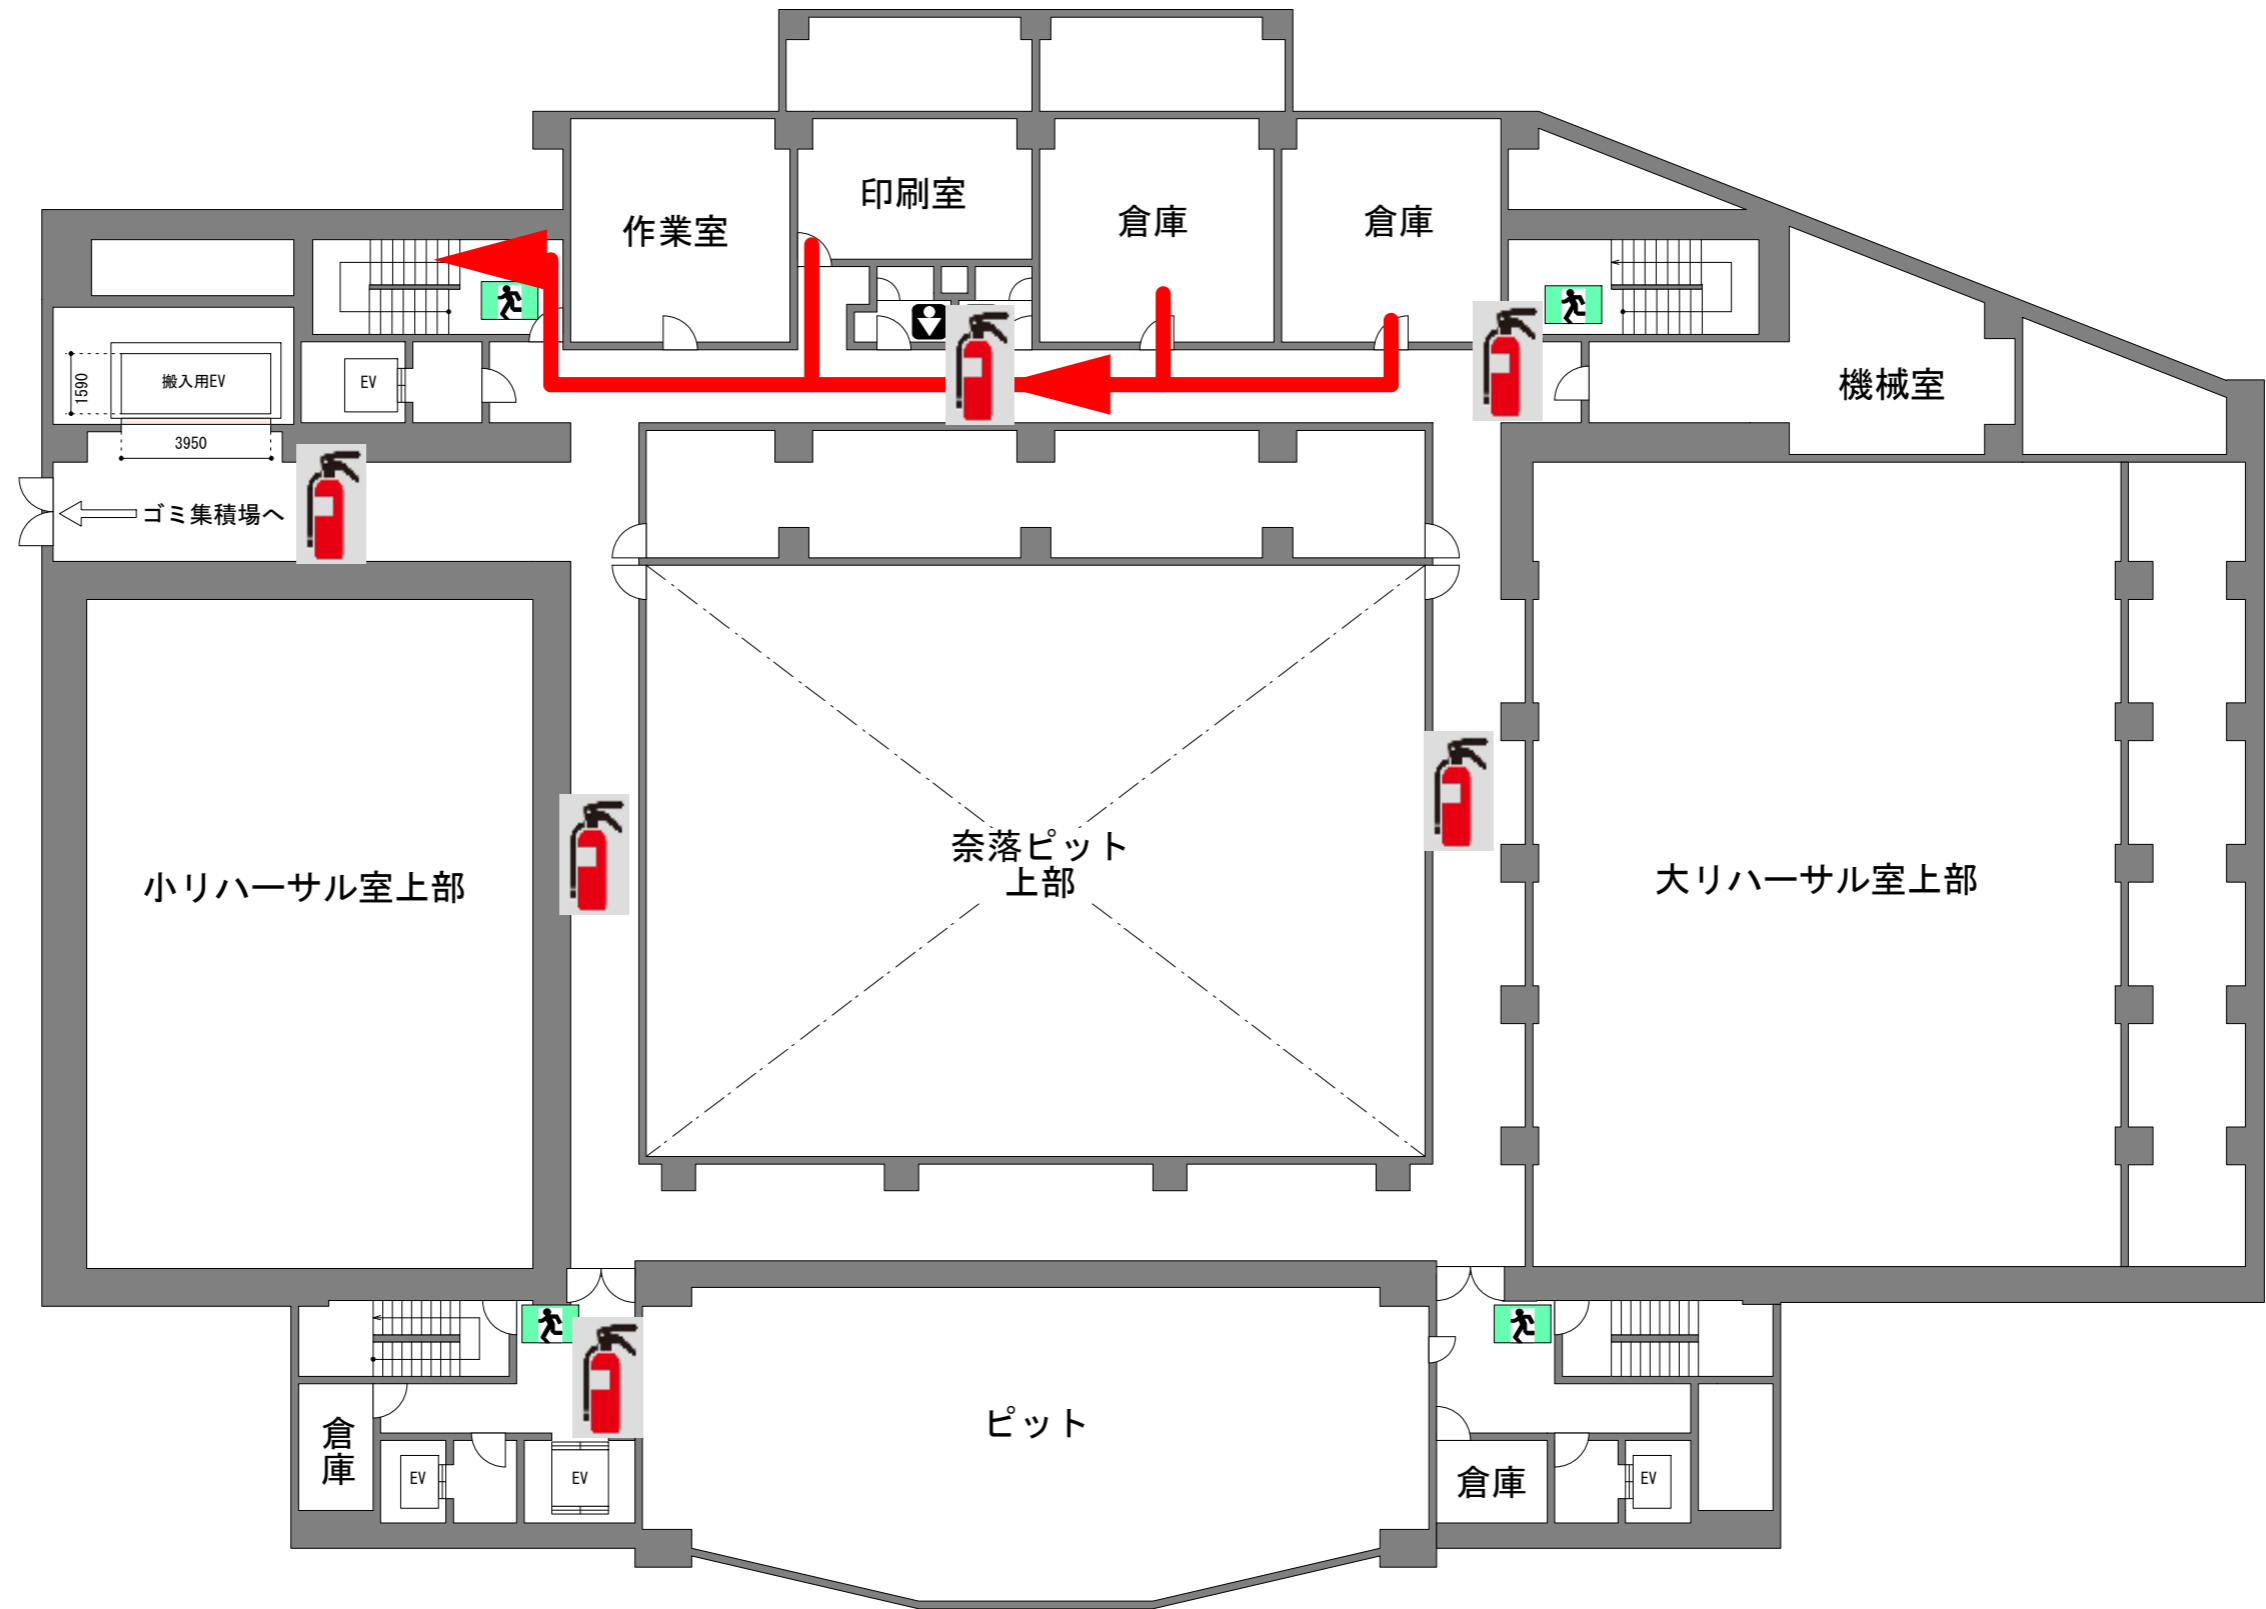 印刷室
作業室
倉庫
倉庫
搬入用EV
1590
EV
機械室
3950
ゴミ集積場へ
奈落ピット
上部
小リハーサル室上部
大リハーサル室上部
ピット
倉庫
EV
EV
倉庫
EV